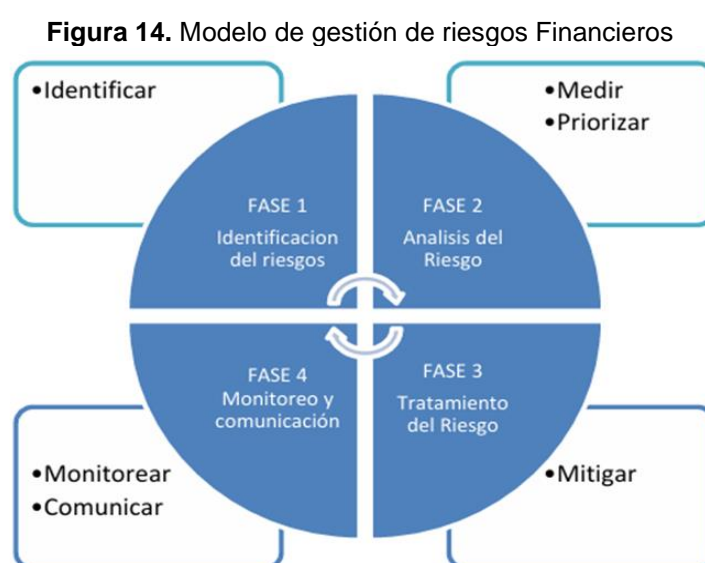 Figura 14. Modelo de gestión de riesgos Financieros
•Identificar
•Medir
•Priorizar
FASE 1
Identificacion
del riesgos
FASE 2
Analisis del
Riesgo
FASE 4
Monitoreo y
comunicación
FASE 3
Tratamiento
del Riesgo
•Monitorear
•Comunicar
•Mitigar